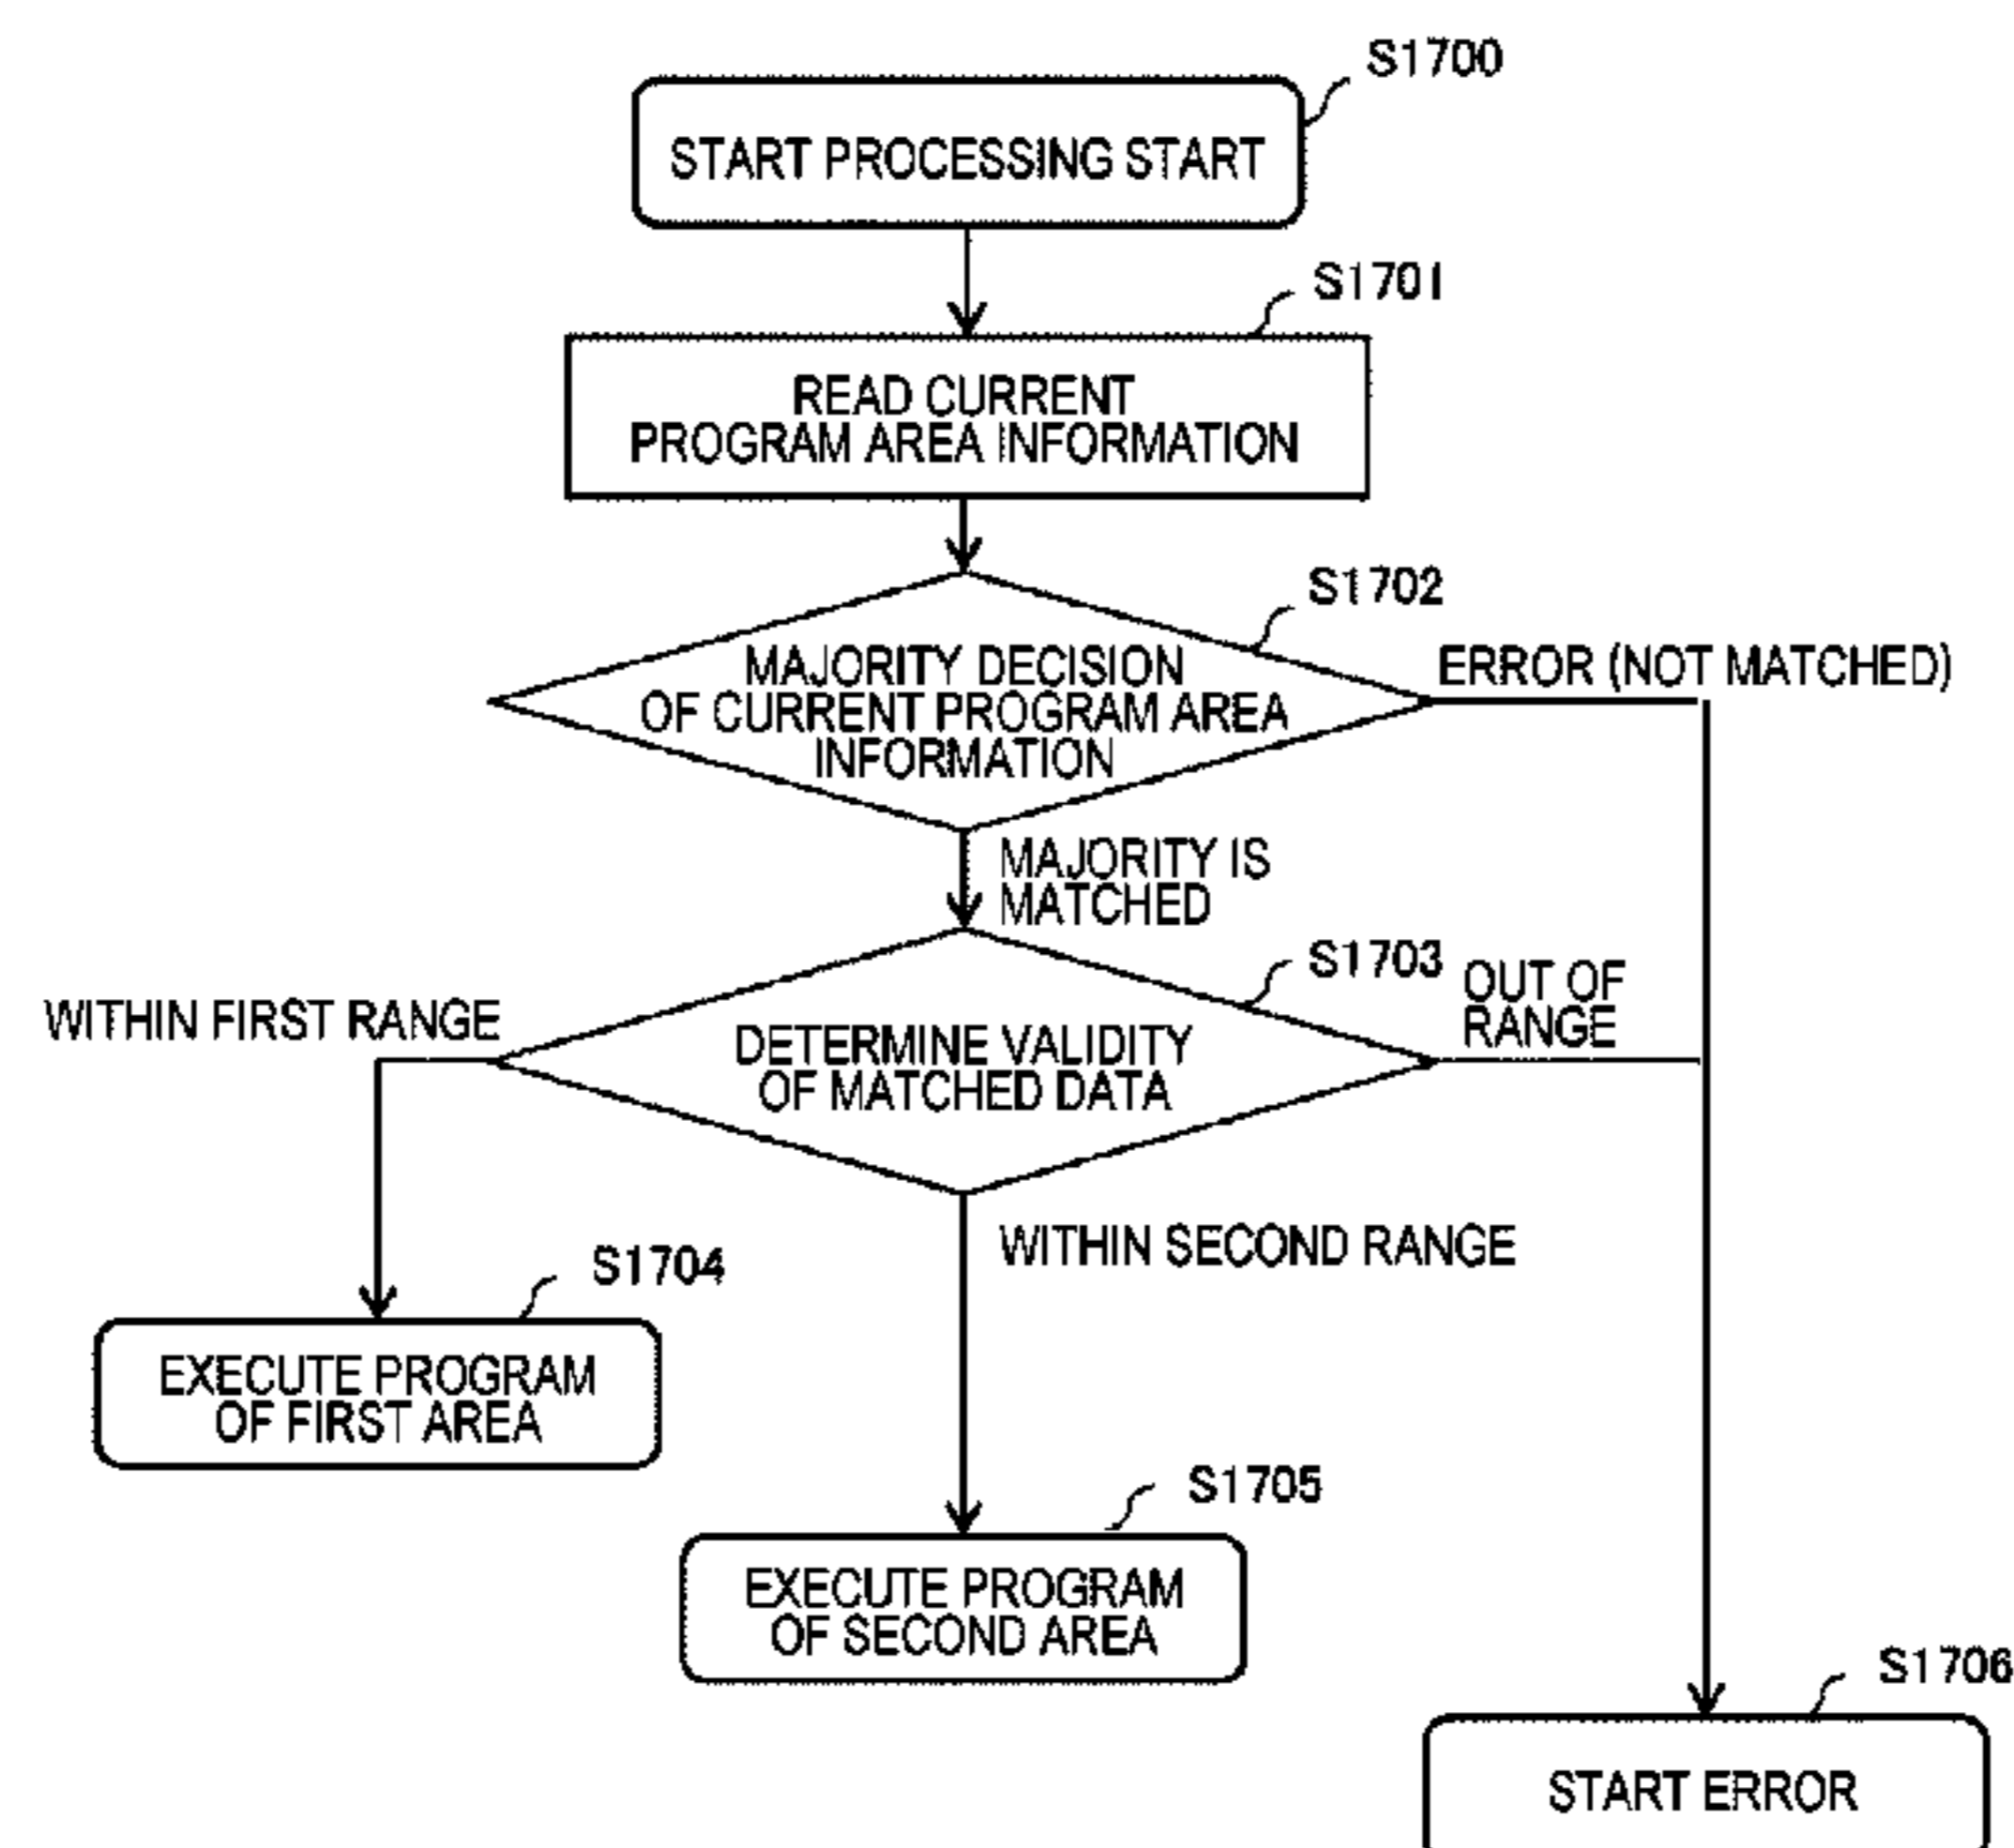 S1700
START PROCESSING START
S1701
READ CURRENT
PROGRAM AREA INFORMATION
S1702
MAJORITY DECISION
OF CURRENT PROGRAM AREA
INFORMATION
ERROR (NOT MATCHED)
MAJORITY IS
MATCHED
S1703
OUT OF
RANGE
WITHIN FIRST RANGE
DETERMINE VALIDITY
OF MATCHED DATA
WITHIN SECOND RANGE
S1704
EXECUTE PROGRAM
OF FIRST AREA
S1705
EXECUTE PROGRAM
OF SECOND AREA
S1706
START ERROR